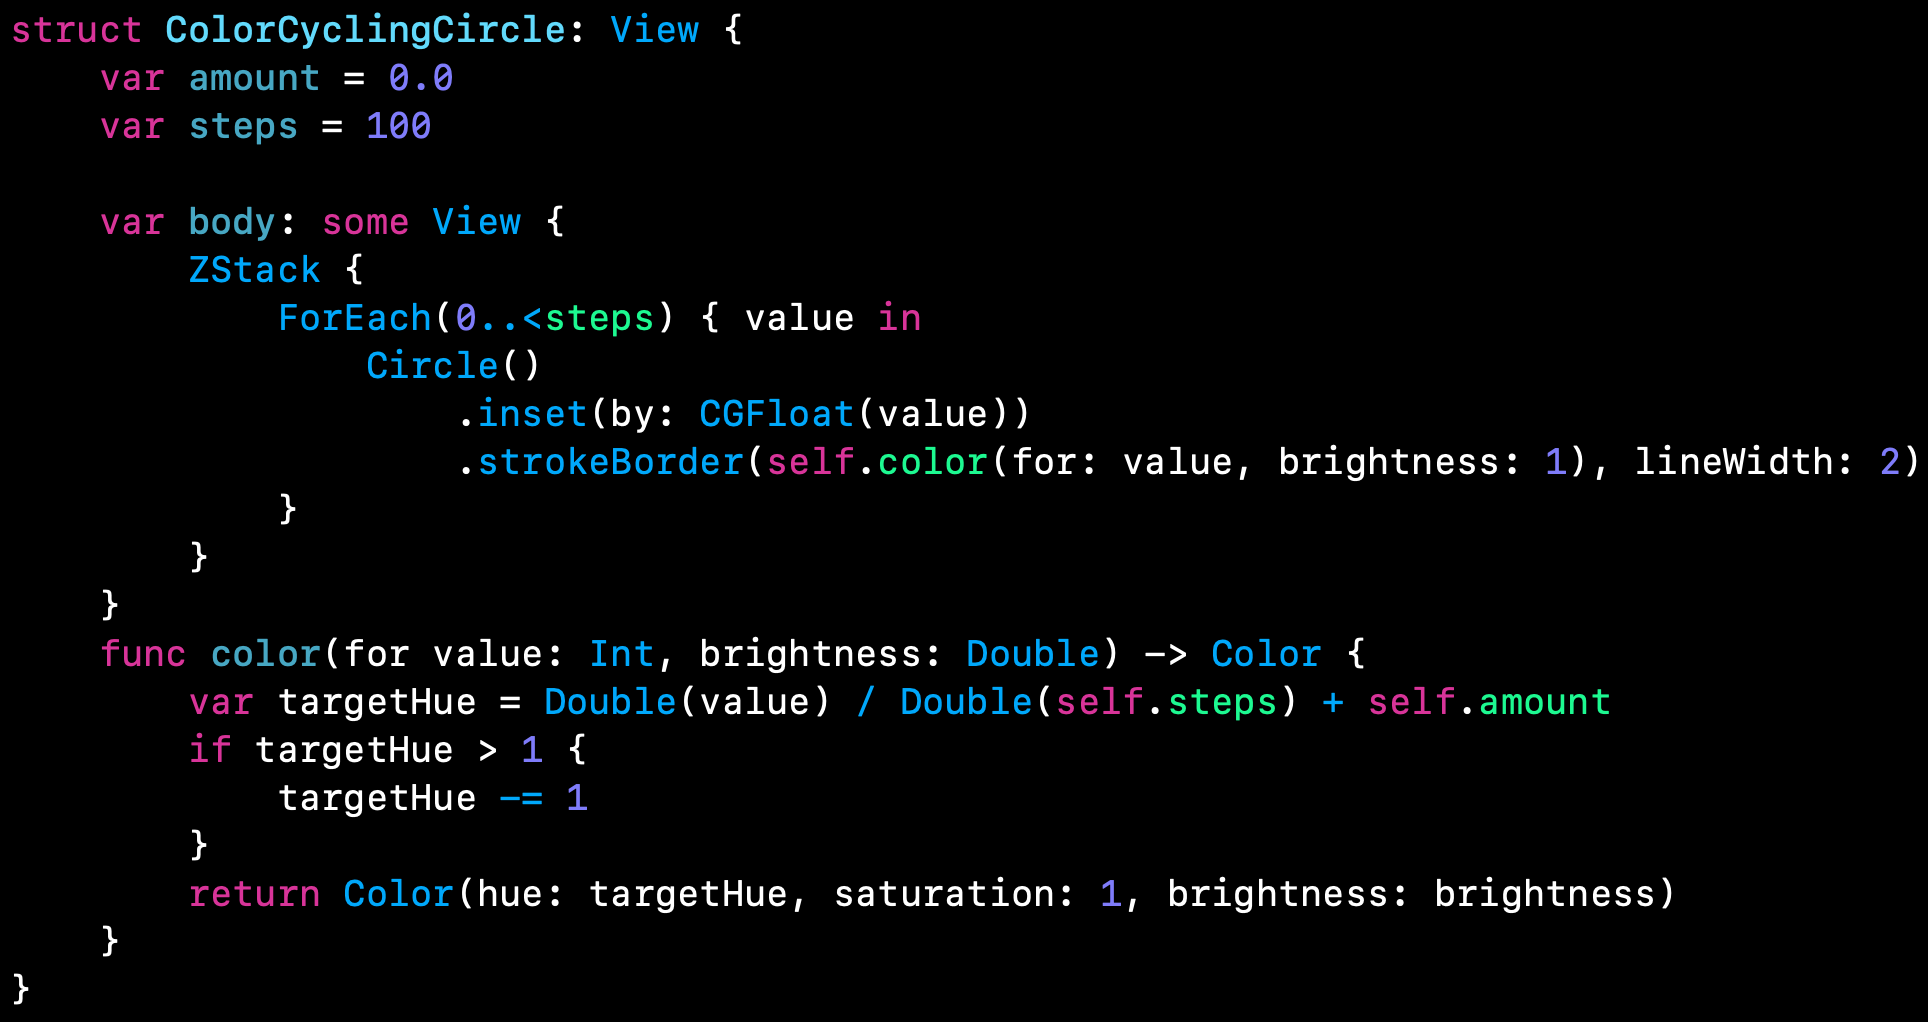 struct ColorCyclingCircle: View {
    var amount = 0.0
    var steps = 100

    var body: some View {
        ZStack {
            ForEach(0..<steps) { value in
                Circle()
                    .inset(by: CGFloat(value))
                    .strokeBorder(self.color(for: value, brightness: 1), lineWidth: 2)
            }
        }
    }
    func color(for value: Int, brightness: Double) -> Color {
        var targetHue = Double(value) / Double(self.steps) + self.amount
        if targetHue > 1 {
            targetHue -= 1
        }
        return Color(hue: targetHue, saturation: 1, brightness: brightness)
    }
}